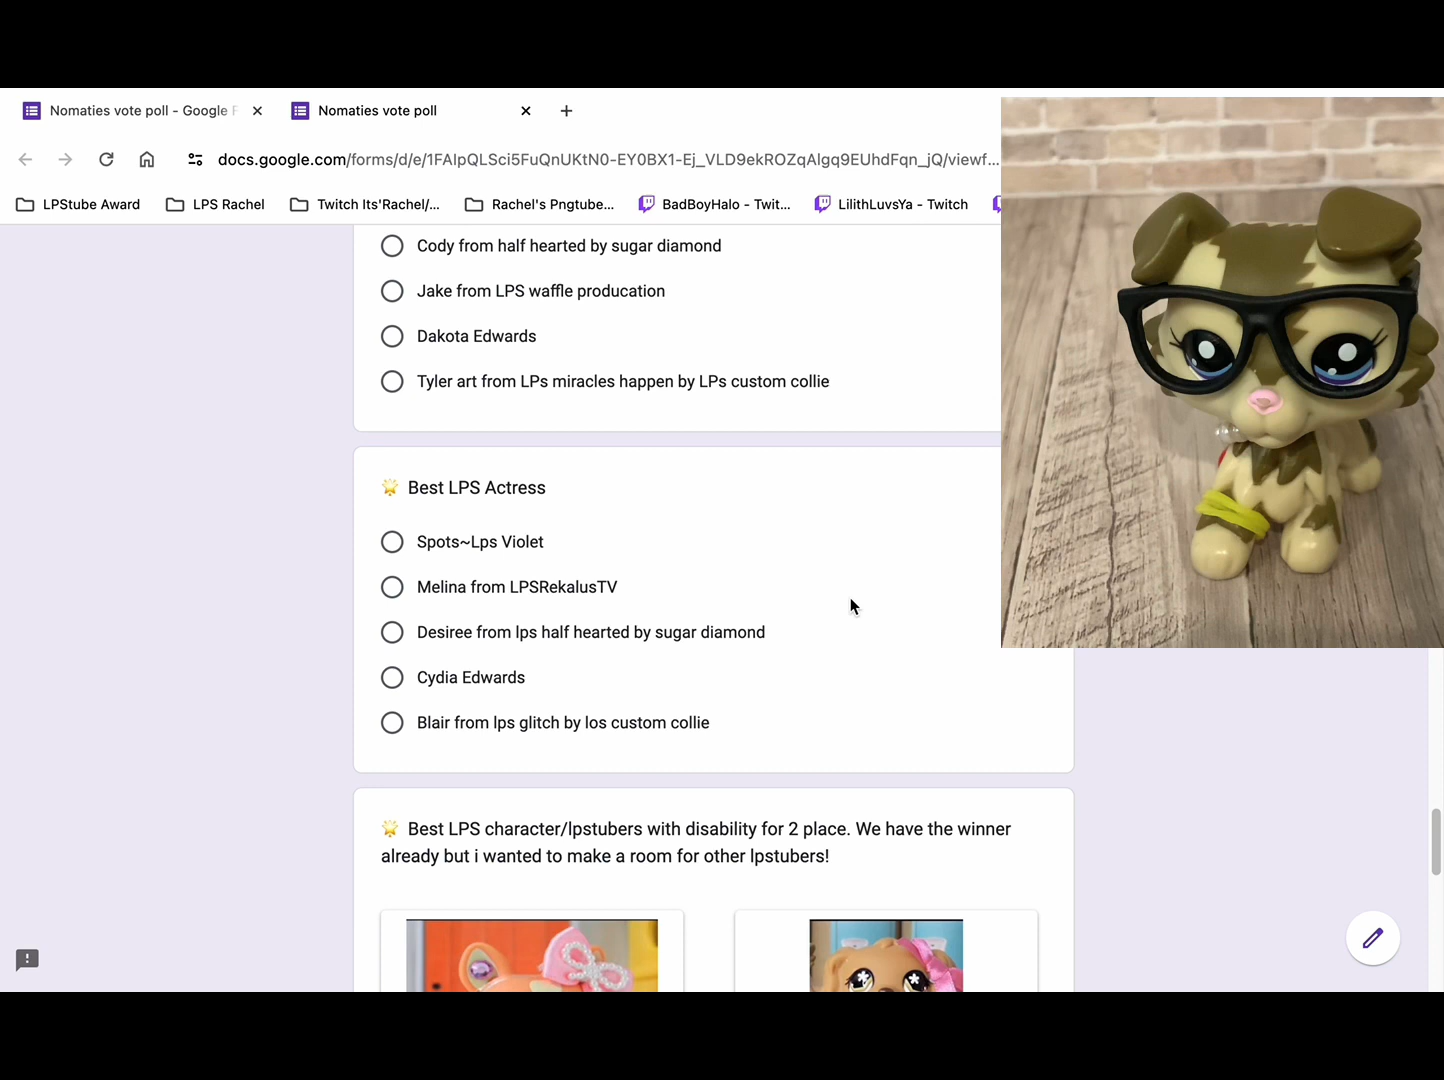 Nomaties vote poll - Google F
Nomaties vote poll
docs.google.com/forms/d/e/1FAIpQLSci5FuQnUKtN0-EY0BX1-Ej_VLD9ekROZqAlgq9EUhdFqn_jQ/viewf...
LPStube Award
LPS Rachel
Twitch Its'Rachel/...
Rachel's Pngtube...
BadBoyHalo - Twit...
LilithLuvsYa - Twitch
Cody from half hearted by sugar diamond
Jake from LPS waffle producation
Dakota Edwards
Tyler art from LPs miracles happen by LPs custom collie
🌟 Best LPS Actress
Spots~Lps Violet
Melina from LPSRekalusTV
Desiree from lps half hearted by sugar diamond
Cydia Edwards
Blair from lps glitch by los custom collie
🌟 Best LPS character/lpstubers with disability for 2 place. We have the winner
already but i wanted to make a room for other lpstubers!